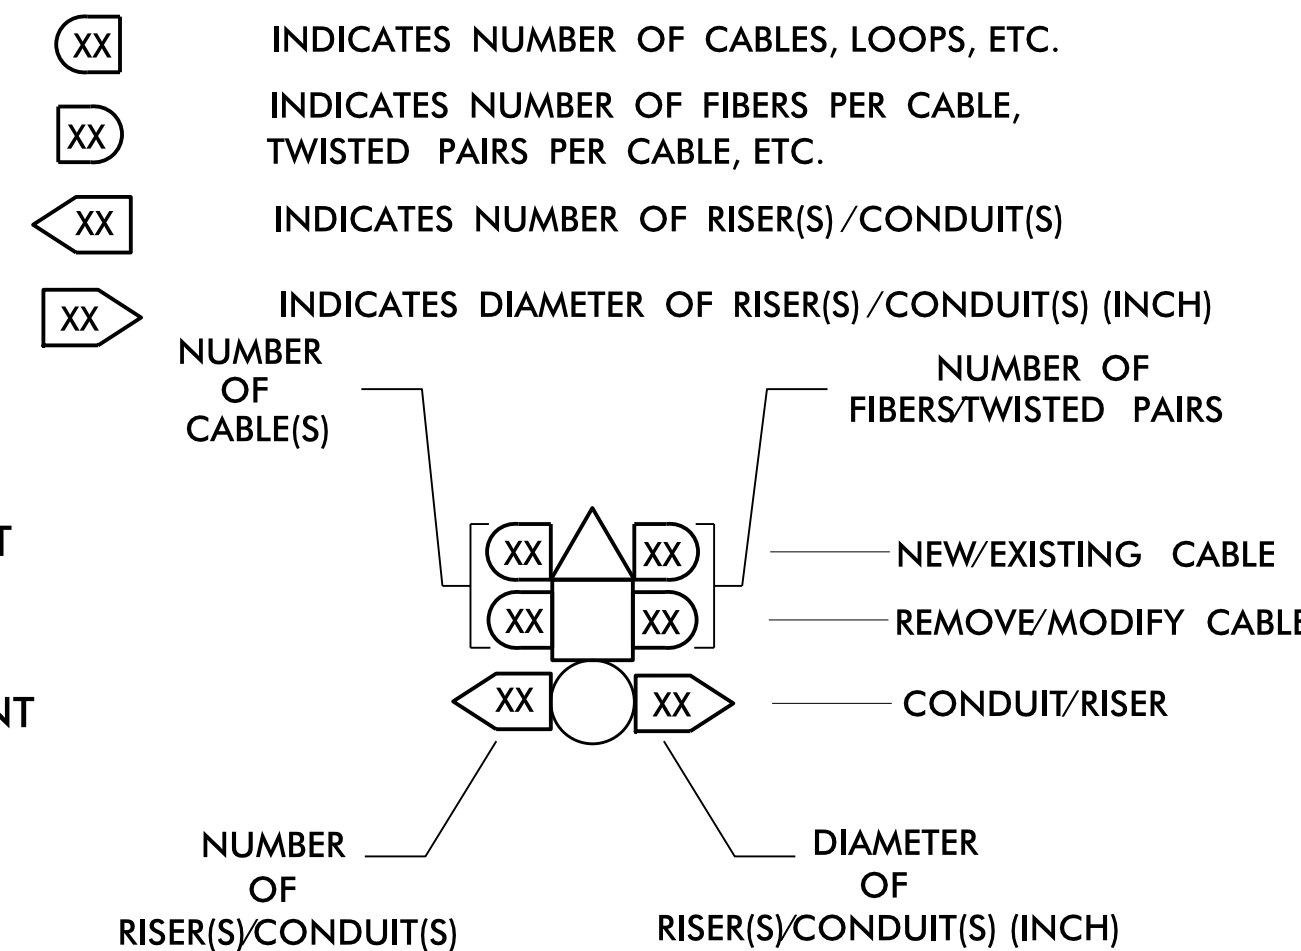 XX INDICATES NUMBER OF CABLES, LOOPS, ETC.
XX INDICATES NUMBER OF FIBERS PER CABLE,
TWISTED PAIRS PER CABLE, ETC.
XX INDICATES NUMBER OF RISER(S)/CONDUIT(S)
XX INDICATES DIAMETER OF RISER(S)/CONDUIT(S) (INCH)
NUMBER
OF
CABLE(S)
NUMBER OF
FIBERS/TWISTED PAIRS
XX XX NEW/EXISTING CABLE
XX XX REMOVE/MODIFY CABLE
XX XX CONDUIT/RISER
NUMBER
OF
RISER(S)/CONDUIT(S)
DIAMETER
OF
RISER(S)/CONDUIT(S) (INCH)